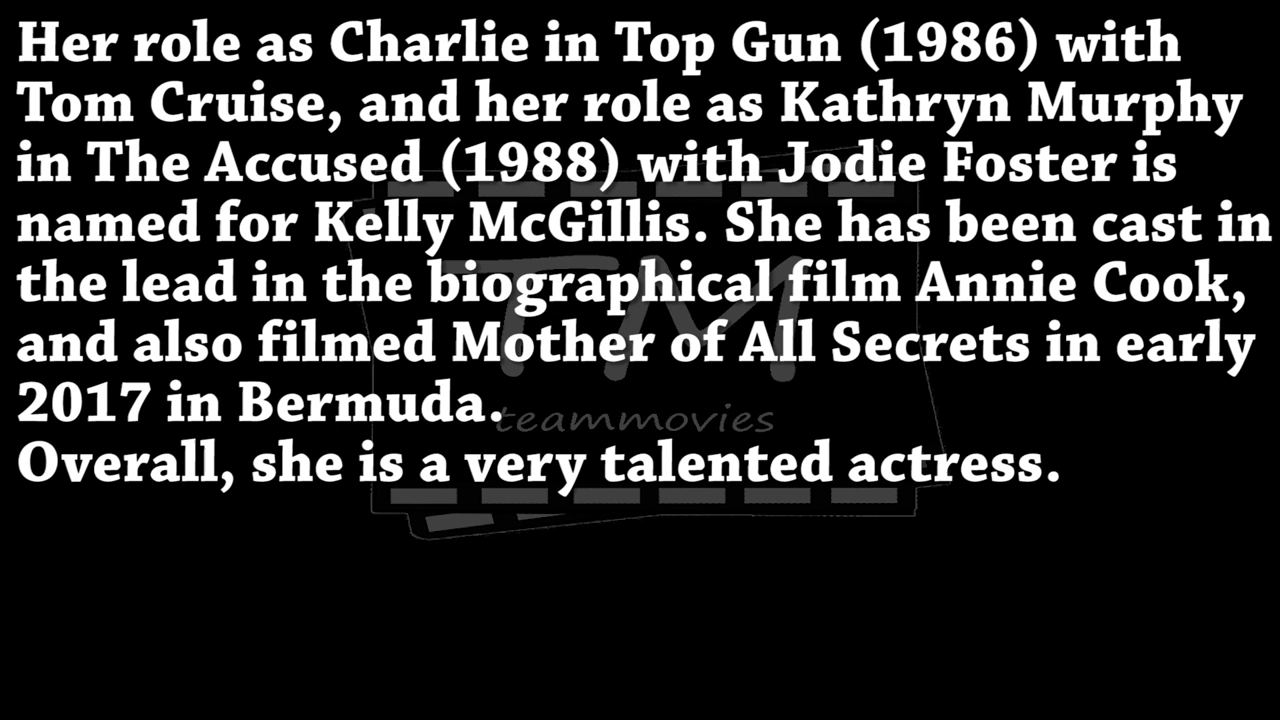 Her role as Charlie in Top Gun (1986) with
Tom Cruise, and her role as Kathryn Murphy
in The Accused (1988) with Jodie Foster is
named for Kelly McGillis. She has been cast in
the lead in the biographical film Annie Cook,
and also filmed Mother of All Secrets in early
2017 in Bermuda.
Overall, she is a very talented actress.
TM
teammovies